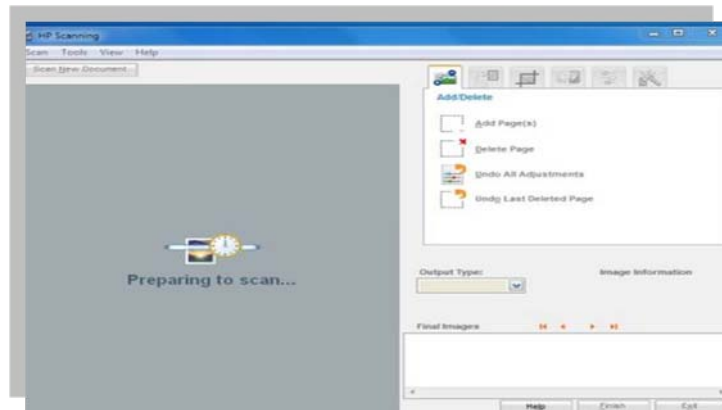 HP Scanning
Scan Tools View Help
Scan New Document
Add/Delete
Add Page(s)
Delete Page
Undo All Adjustments
Undo Last Deleted Page
Preparing to scan...
Output Type: Image Information
Final Images
Help Finish Exit